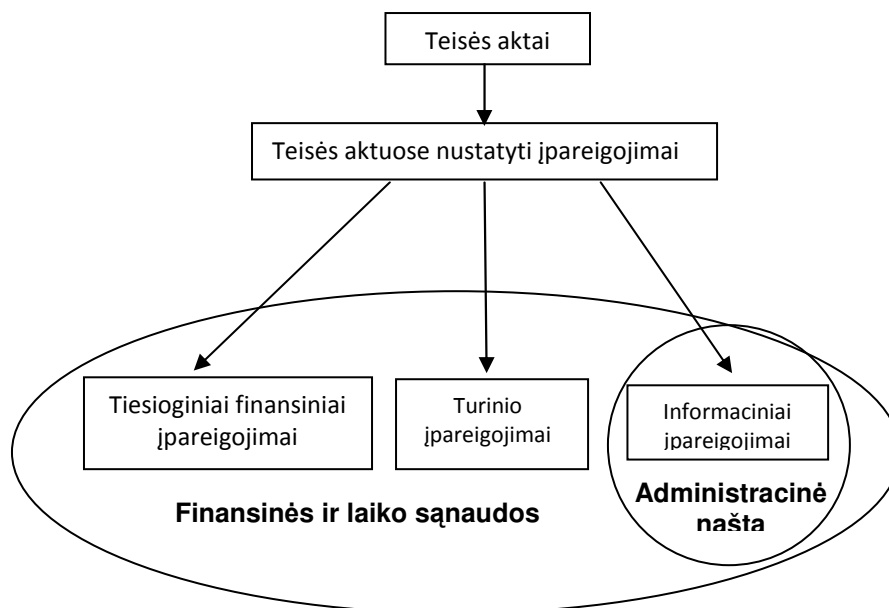 Teisės aktai
Teisės aktuose nustatyti įpareigojimai
Tiesioginiai finansiniai
įpareigojimai
Turinio
įpareigojimai
Informaciniai
įpareigojimai
Finansinės ir laiko sąnaudos
Administracinė
našta